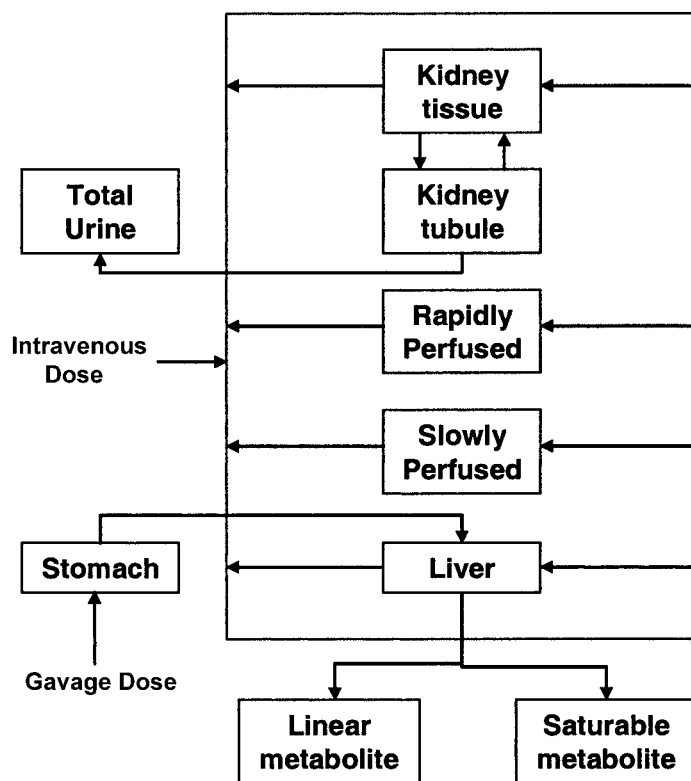 Kidney
tissue
Total
Urine
Kidney
tubule
Rapidly
Perfused
Intravenous
Dose
Slowly
Perfused
Stomach
Liver
Gavage Dose
Linear
metabolite
Saturable
metabolite